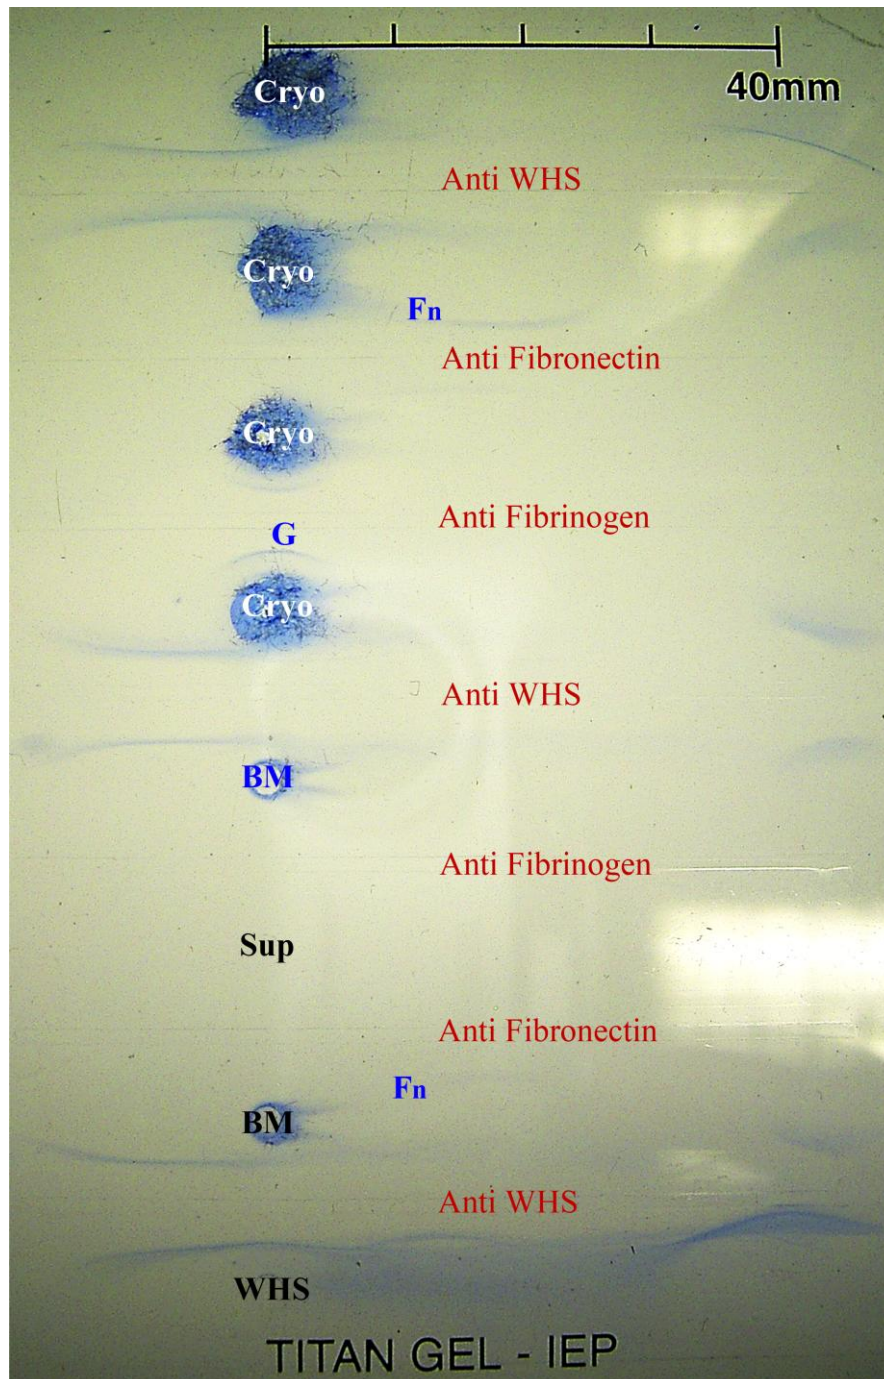 40mm
Cryo
Anti WHS
Cryo
Fn
Anti Fibronectin
Cryo
Anti Fibrinogen
G
Cryo
Anti WHS
BM
Anti Fibrinogen
Sup
Anti Fibronectin
Fn
BM
Anti WHS
WHS
TITAN GEL - IEP